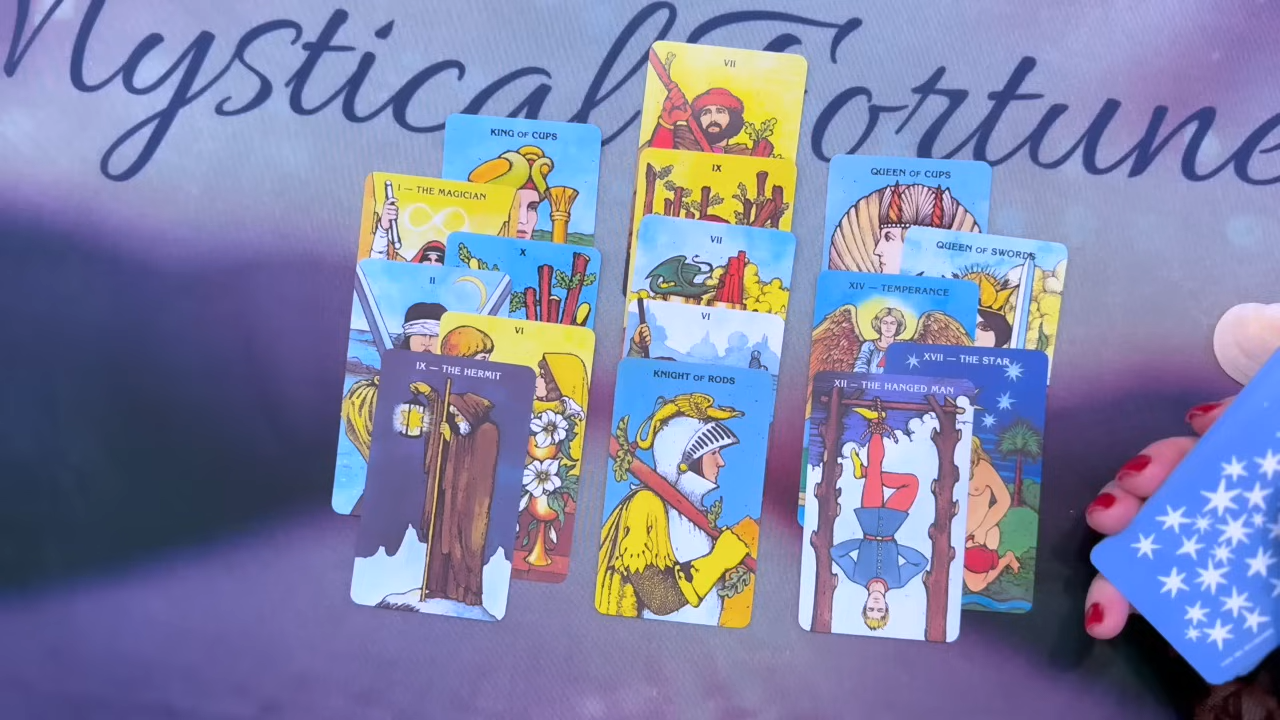 Mystical Fortune
KING OF CUPS
I — THE MAGICIAN
X
II
VI
IX — THE HERMIT
VII
IX
VII
VI
KNIGHT OF RODS
QUEEN OF CUPS
QUEEN OF SWORDS
XIV — TEMPERANCE
XVII — THE STAR
XII — THE HANGED MAN